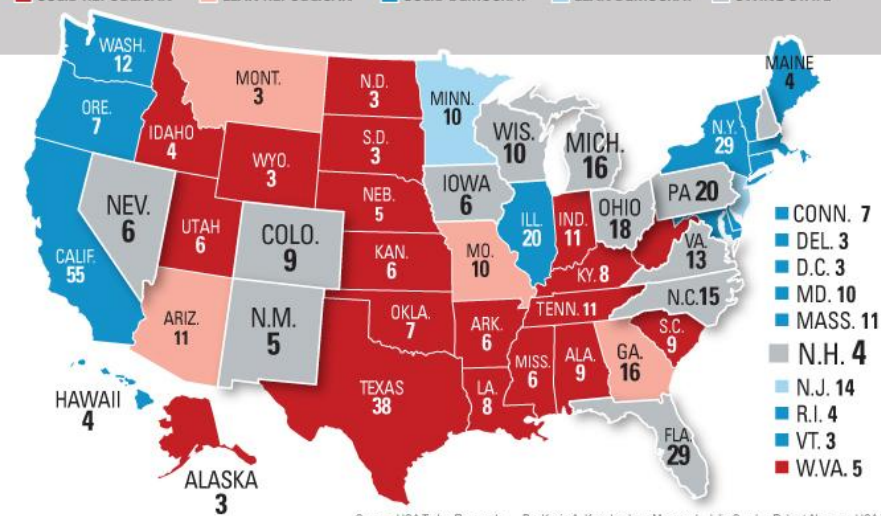 WASH.
12
ORE.
7
CALIF.
55
NEV.
6
IDAHO
4
MONT.
3
WYO.
3
UTAH
6
COLO.
9
ARIZ.
11
N.M.
5
N.D.
3
S.D.
3
NEB.
5
KAN.
6
OKLA.
7
TEXAS
38
MINN.
10
IOWA
6
MO.
10
ARK.
6
LA.
8
WIS.
10
ILL.
20
MICH.
16
IND.
11
OHIO
18
KY. 8
TENN. 11
MISS.
6
ALA.
9
GA.
16
FLA.
29
S.C.
9
N.C. 15
VA.
13
PA 20
N.Y.
29
MAINE
4
HAWAII
4
ALASKA
3
CONN. 7
DEL. 3
D.C. 3
MD. 10
MASS. 11
N.H. 4
N.J. 14
R.I. 4
VT. 3
W.VA. 5